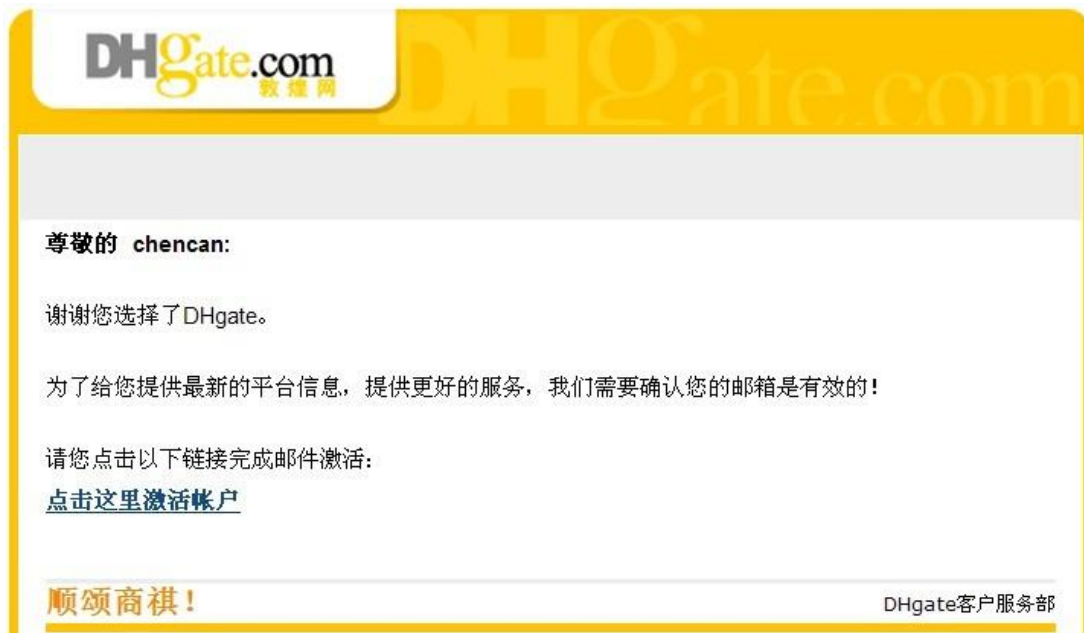 DHgate.com
敦煌网
DHgate.com
尊敬的 chencan:
谢谢您选择了DHgate。
为了给您提供最新的平台信息，提供更好的服务，我们需要确认您的邮箱是有效的！
请您点击以下链接完成邮件激活：
点击这里激活帐户
顺颂商祺！
DHgate客户服务部